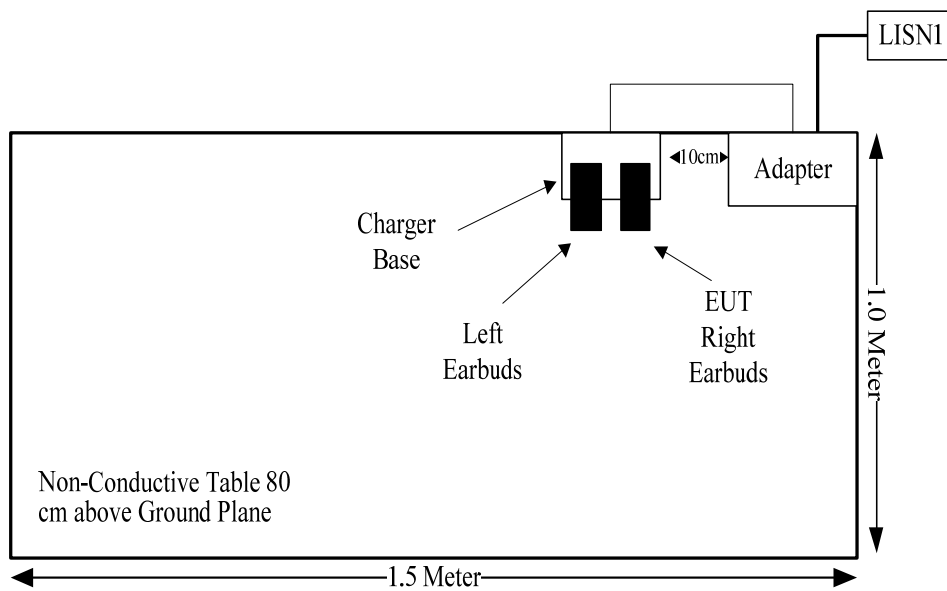 LISN1
10cm
Adapter
Charger
Base
Left
Earbuds
EUT
Right
Earbuds
1.0 Meter
Non-Conductive Table 80
cm above Ground Plane
1.5 Meter